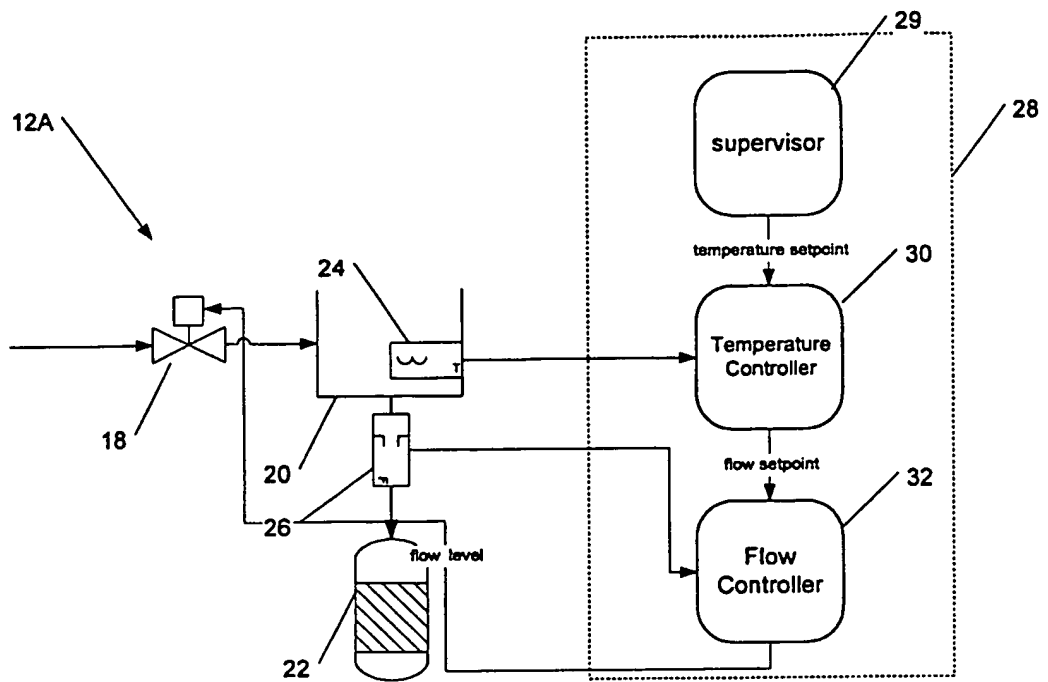 29
12A
28
supervisor
temperature setpoint
30
24
T
Temperature
Controller
18
20
flow setpoint
32
F
26
flow level
Flow
Controller
22